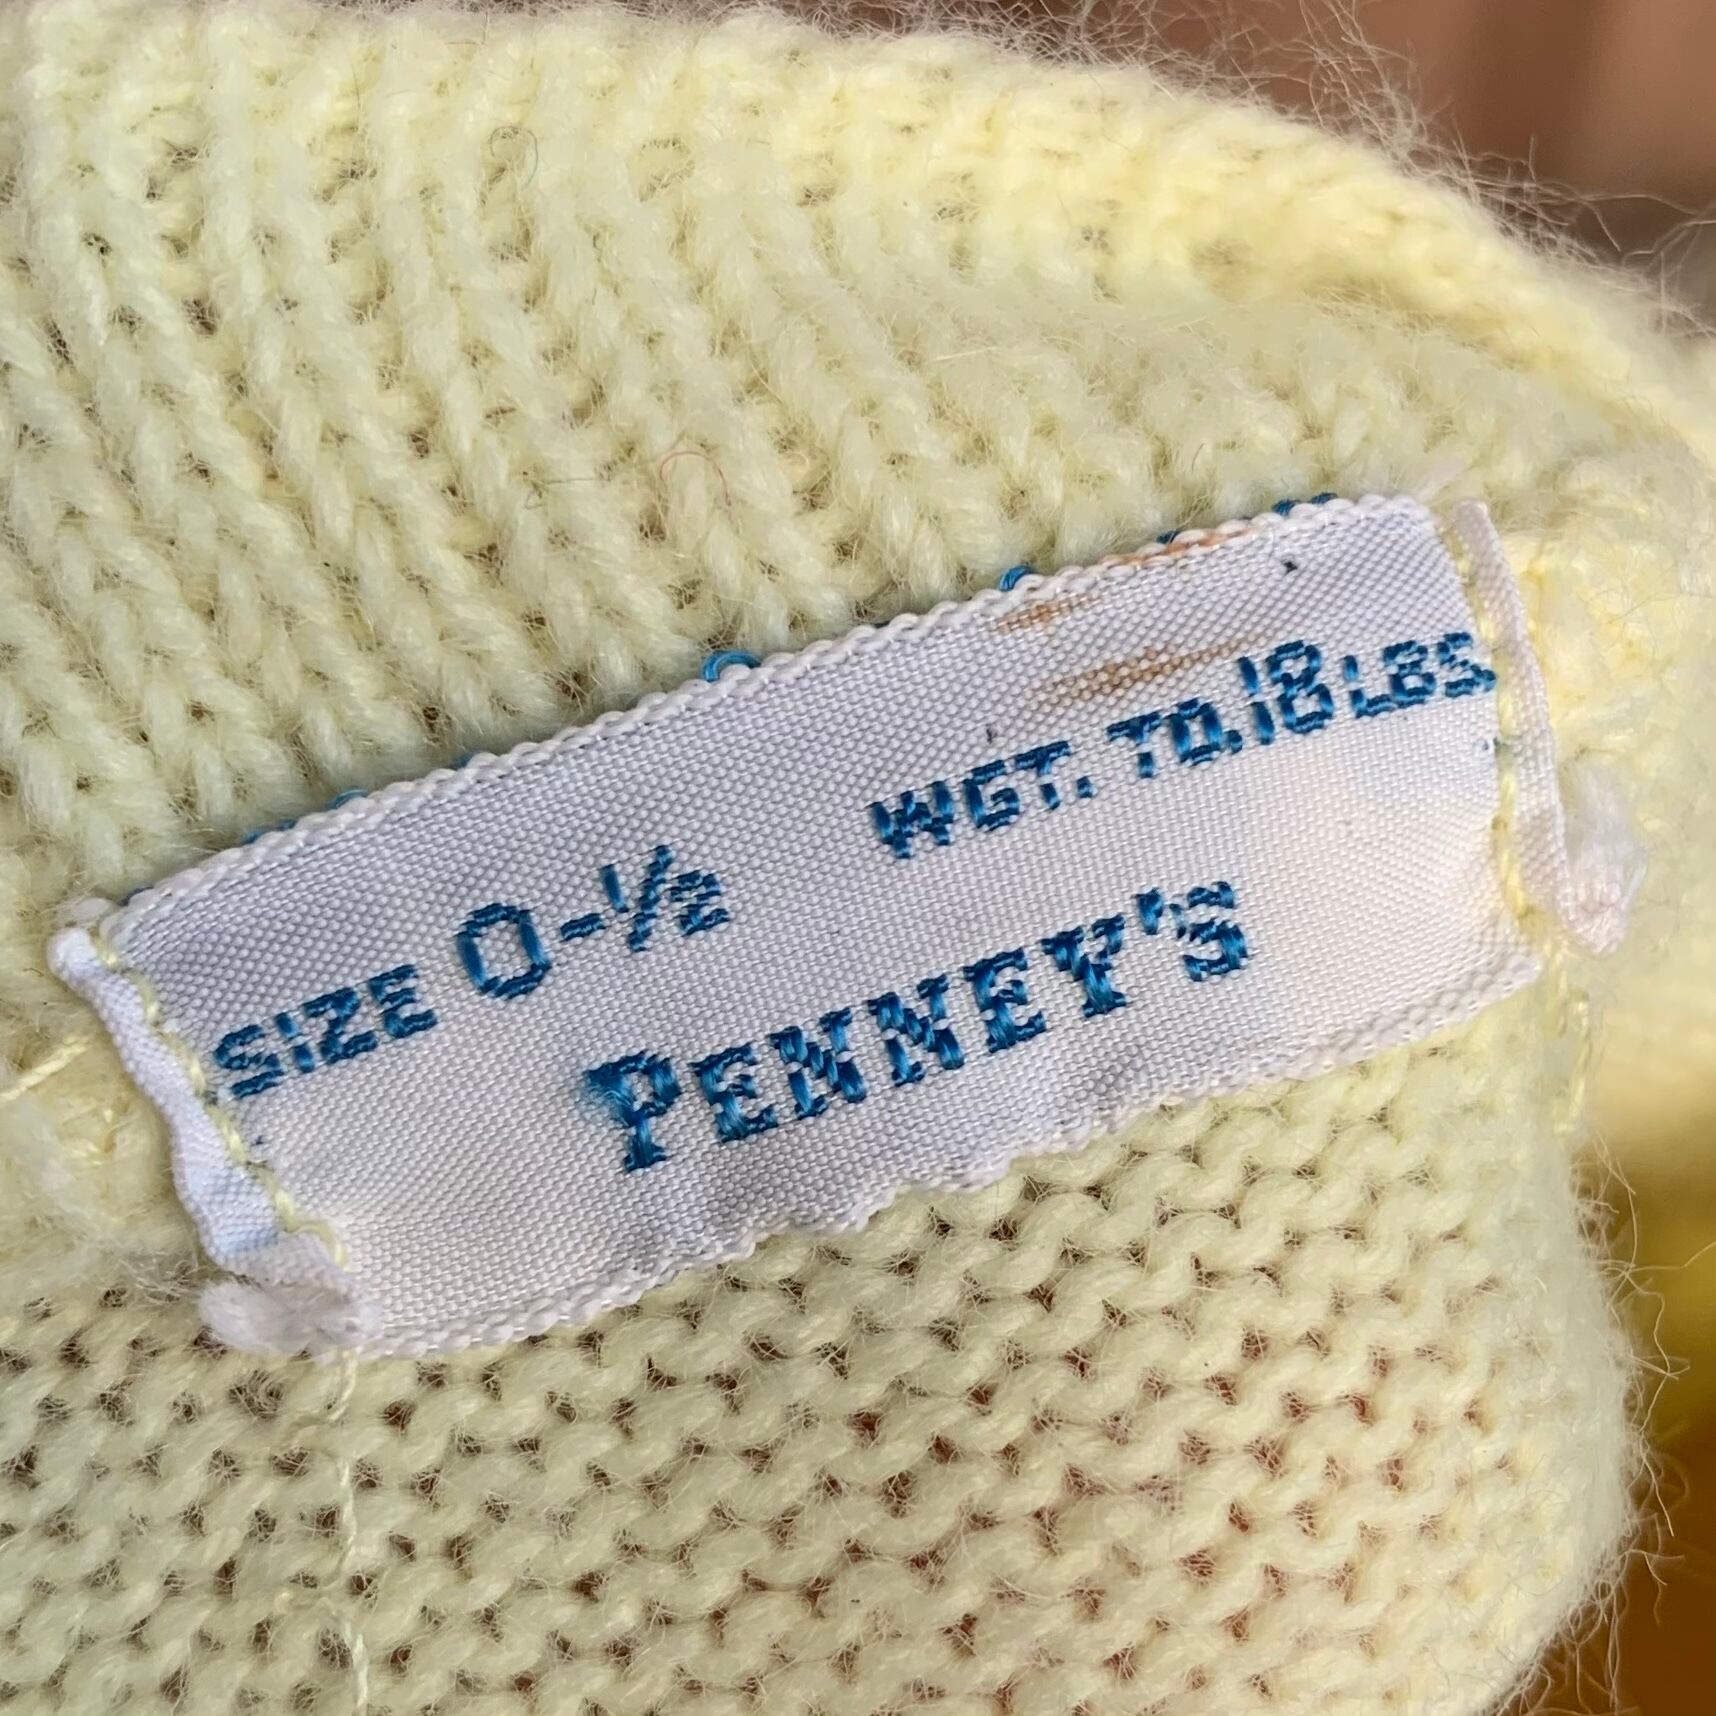 SIZE 0-½ WGT. TO.18 LBS
PENNEY'S